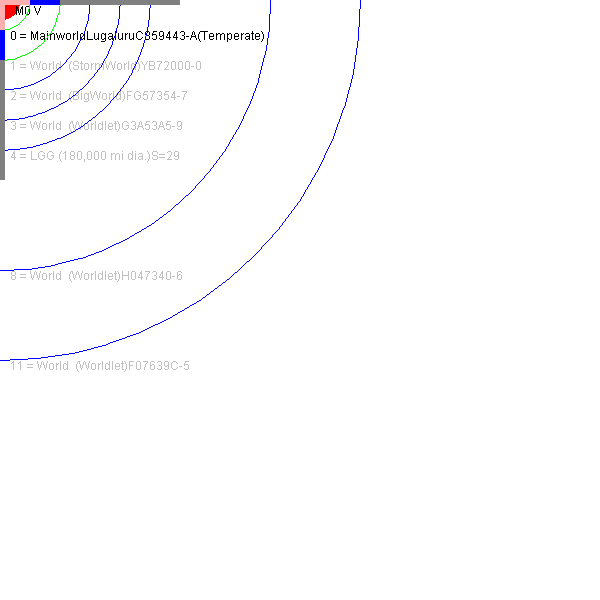 M0 V
0 = MainworldLugaluruC859443-A(Temperate)
1 = World (StormWorld)YB72000-0
2 = World (BigWorld)FG57354-7
3 = World (Worldlet)G3A53A5-9
4 = LGG (180,000 mi dia.)S=29
8 = World (Worldlet)H047340-6
11 = World (Worldlet)F07639C-5